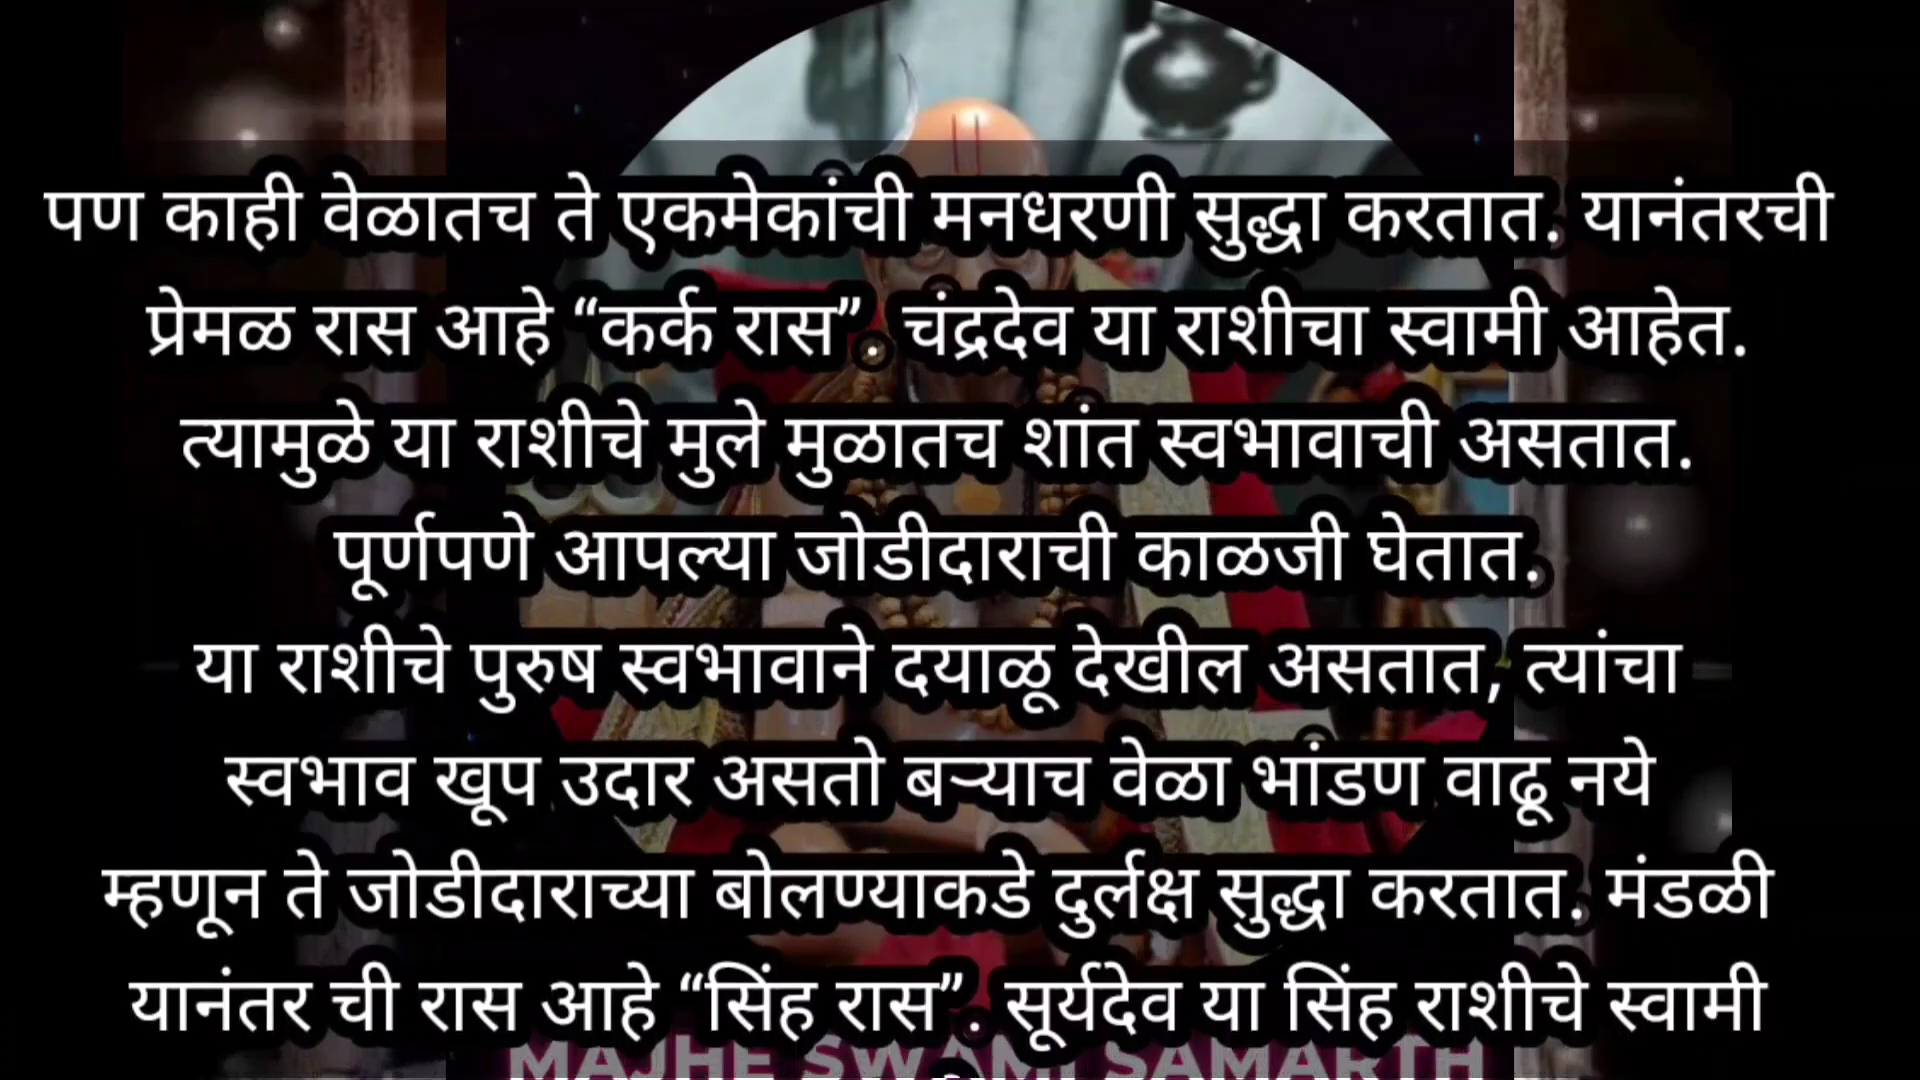 पण काही वेळातच ते एकमेकांची मनधरणी सुद्धा करतात. यानंतरची
प्रेमळ रास आहे “कर्क रास”. चंद्रदेव या राशीचा स्वामी आहेत.
त्यामुळे या राशीचे मुले मुळातच शांत स्वभावाची असतात.
पूर्णपणे आपल्या जोडीदाराची काळजी घेतात.
या राशीचे पुरुष स्वभावाने दयाळू देखील असतात, त्यांचा
स्वभाव खूप उदार असतो बऱ्याच वेळा भांडण वाढू नये
म्हणून ते जोडीदाराच्या बोलण्याकडे दुर्लक्ष सुद्धा करतात. मंडळी
यानंतर ची रास आहे “सिंह रास”. सूर्यदेव या सिंह राशीचे स्वामी
MAJHE SWAMI SAMARTH